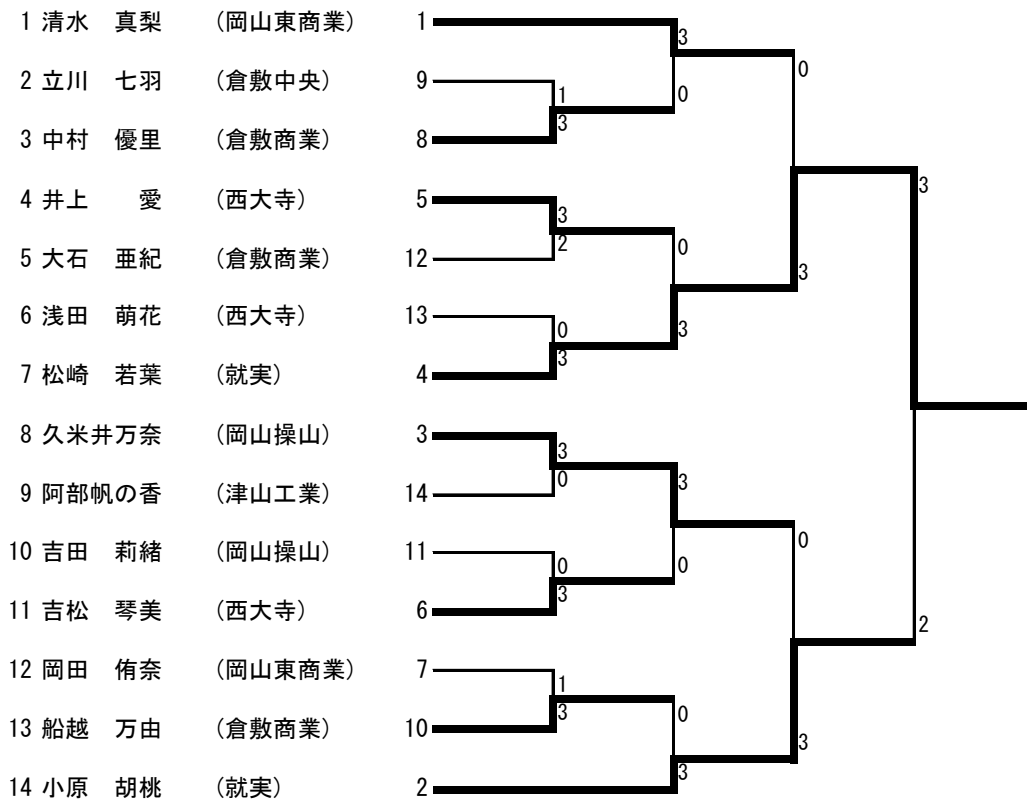 1 清水　真梨 (岡山東商業) 1
3
2 立川　七羽 (倉敷中央) 9
0
1
0
3
3 中村　優里 (倉敷商業) 8
4 井上　　愛 (西大寺) 5
3
3
2
0
5 大石　亜紀 (倉敷商業) 12
3
6 浅田　萌花 (西大寺) 13
0
3
3
7 松崎　若葉 (就実) 4
8 久米井万奈 (岡山操山) 3
3
0
3
9 阿部帆の香 (津山工業) 14
0
10 吉田　莉緒 (岡山操山) 11
0
0
3
11 吉松　琴美 (西大寺) 6
2
12 岡田　侑奈 (岡山東商業) 7
1
3
0
13 船越　万由 (倉敷商業) 10
3
3
14 小原　胡桃 (就実) 2